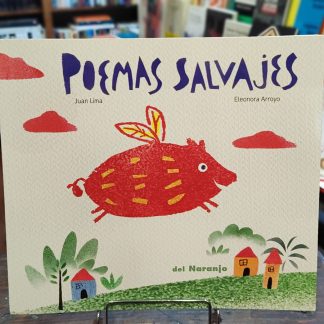 POEMAS SALVAJES
Juan Lima
Eleonora Arroyo
del Naranjo